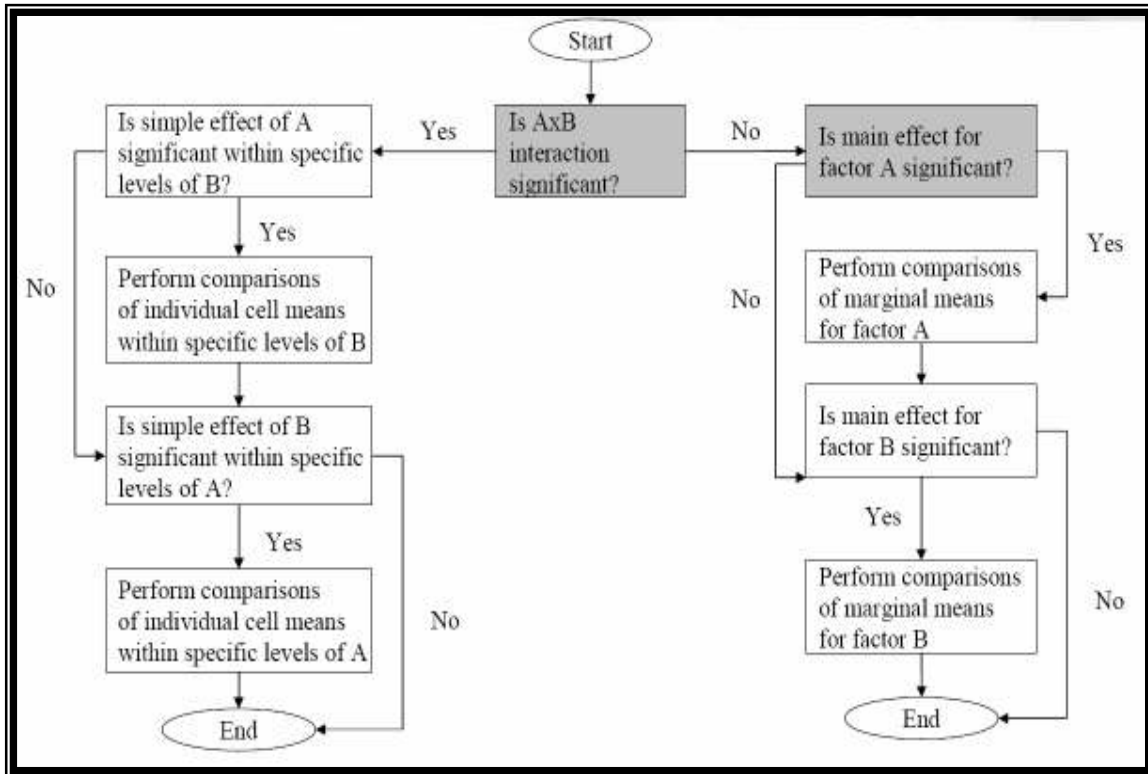 Start
Is AxB
interaction
significant?
Yes
No
Is simple effect of A
significant within specific
levels of B?
Yes
No
Perform comparisons
of individual cell means
within specific levels of B
Is simple effect of B
significant within specific
levels of A?
Yes
No
Perform comparisons
of individual cell means
within specific levels of A
End
Is main effect for
factor A significant?
Yes
No
Perform comparisons
of marginal means
for factor A
Is main effect for
factor B significant?
Yes
No
Perform comparisons
of marginal means
for factor B
End